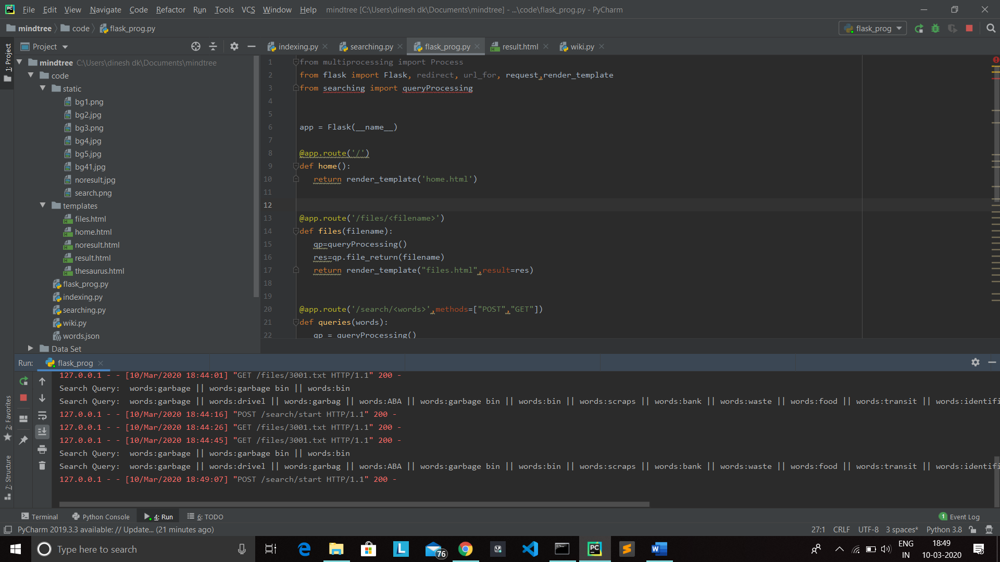 File Edit View Navigate Code Refactor Run Tools VCS Window Help mindtree [C:\Users\dinesh dk\Documents\mindtree] - ...\code\flask_prog.py - PyCharm
mindtree code flask_prog.py flask_prog
1: Project
Project
indexing.py searching.py flask_prog.py result.html wiki.py
mindtree C:\Users\dinesh dk\Documents\mindtree
code
static
bg1.png
bg2.jpg
bg3.png
bg4.jpg
bg5.jpg
bg41.jpg
noresult.jpg
search.png
templates
files.html
home.html
noresult.html
result.html
thesaurus.html
flask_prog.py
indexing.py
searching.py
wiki.py
words.json
Data Set
1 from multiprocessing import Process
2 from flask import Flask, redirect, url_for, request,render_template
3 from searching import queryProcessing
4
5
6 app = Flask(__name__)
7
8 @app.route('/')
9 def home():
10 return render_template('home.html')
11
12
13 @app.route('/files/<filename>')
14 def files(filename):
15 qp=queryProcessing()
16 res=qp.file_return(filename)
17 return render_template("files.html",result=res)
18
19
20 @app.route('/search/<words>',methods=["POST","GET"])
21 def queries(words):
22 qp = queryProcessing()
Run: flask_prog
127.0.0.1 - - [10/Mar/2020 18:44:01] "GET /files/3001.txt HTTP/1.1" 200 -
Search Query: words:garbage || words:garbage bin || words:bin
Search Query: words:garbage || words:drivel || words:garbag || words:ABA || words:garbage bin || words:bin || words:scraps || words:bank || words:waste || words:food || words:transit || words:identifi
127.0.0.1 - - [10/Mar/2020 18:44:16] "POST /search/start HTTP/1.1" 200 -
127.0.0.1 - - [10/Mar/2020 18:44:26] "GET /files/3001.txt HTTP/1.1" 200 -
127.0.0.1 - - [10/Mar/2020 18:44:45] "GET /files/3001.txt HTTP/1.1" 200 -
Search Query: words:garbage || words:garbage bin || words:bin
Search Query: words:garbage || words:drivel || words:garbag || words:ABA || words:garbage bin || words:bin || words:scraps || words:bank || words:waste || words:food || words:transit || words:identifi
127.0.0.1 - - [10/Mar/2020 18:49:07] "POST /search/start HTTP/1.1" 200 -
2: Favorites
7: Structure
Terminal Python Console 4: Run 6: TODO 1 Event Log
PyCharm 2019.3.3 available: // Update... (21 minutes ago) 27:1 CRLF UTF-8 3 spaces* Python 3.8
Type here to search 76 ENG 18:49
IN 10-03-2020